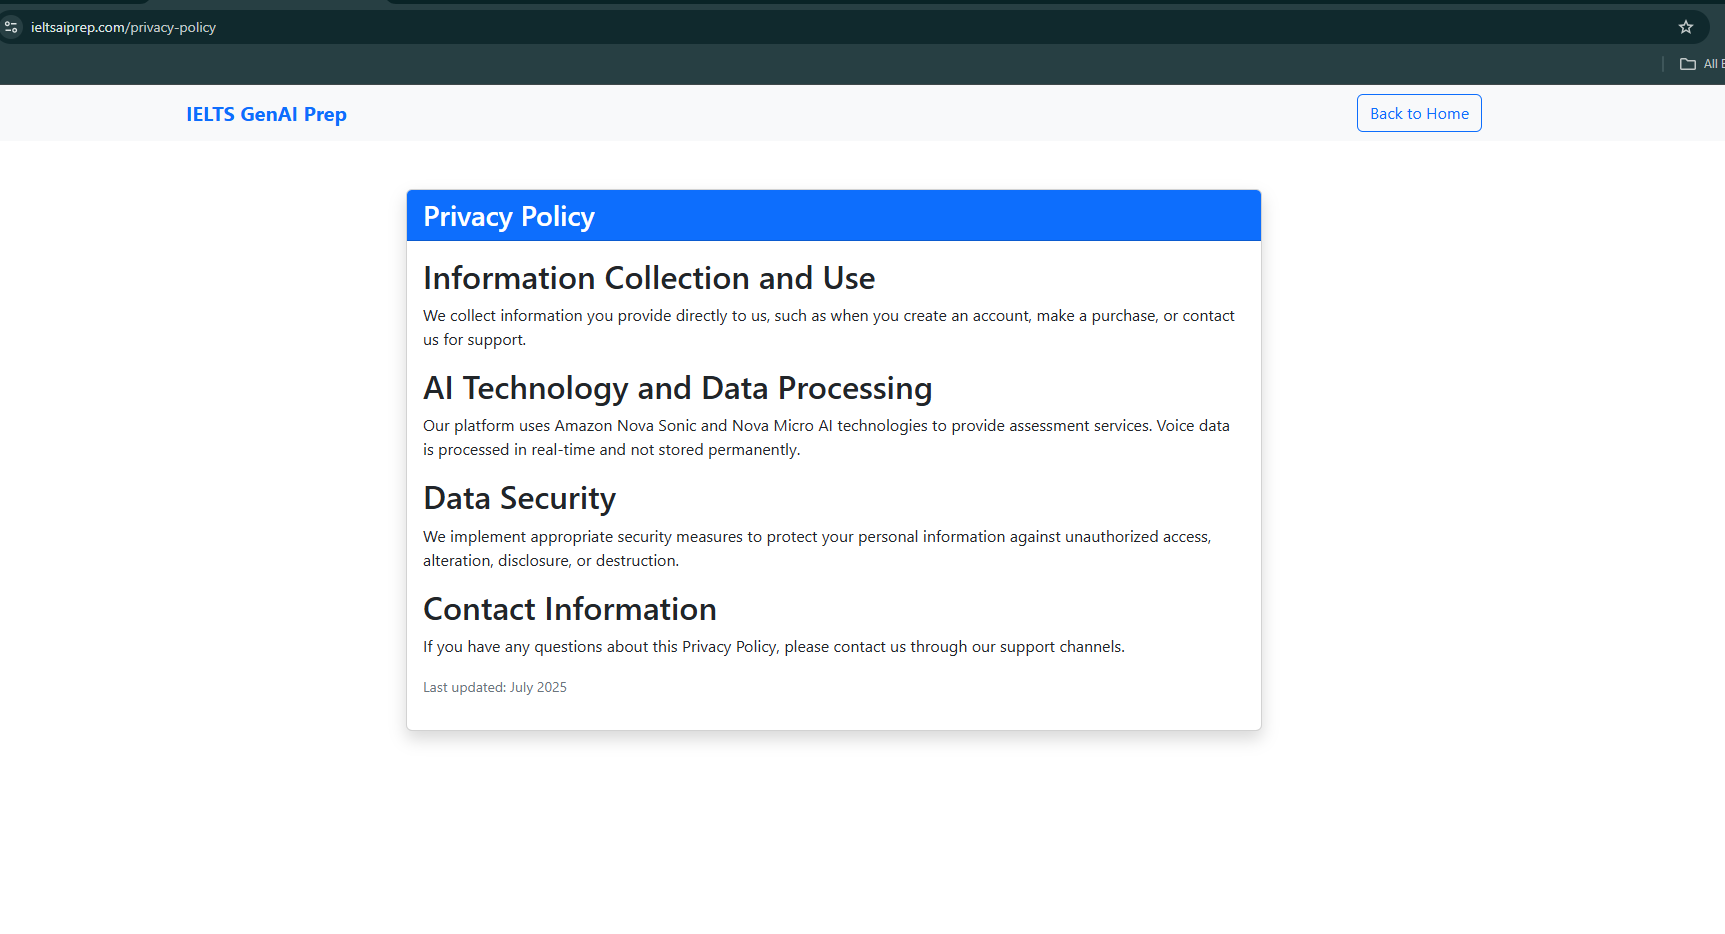 ieltsaiprep.com/privacy-policy
All
IELTS GenAI Prep
Back to Home
Privacy Policy
Information Collection and Use
We collect information you provide directly to us, such as when you create an account, make a purchase, or contact
us for support.
AI Technology and Data Processing
Our platform uses Amazon Nova Sonic and Nova Micro AI technologies to provide assessment services. Voice data
is processed in real-time and not stored permanently.
Data Security
We implement appropriate security measures to protect your personal information against unauthorized access,
alteration, disclosure, or destruction.
Contact Information
If you have any questions about this Privacy Policy, please contact us through our support channels.
Last updated: July 2025